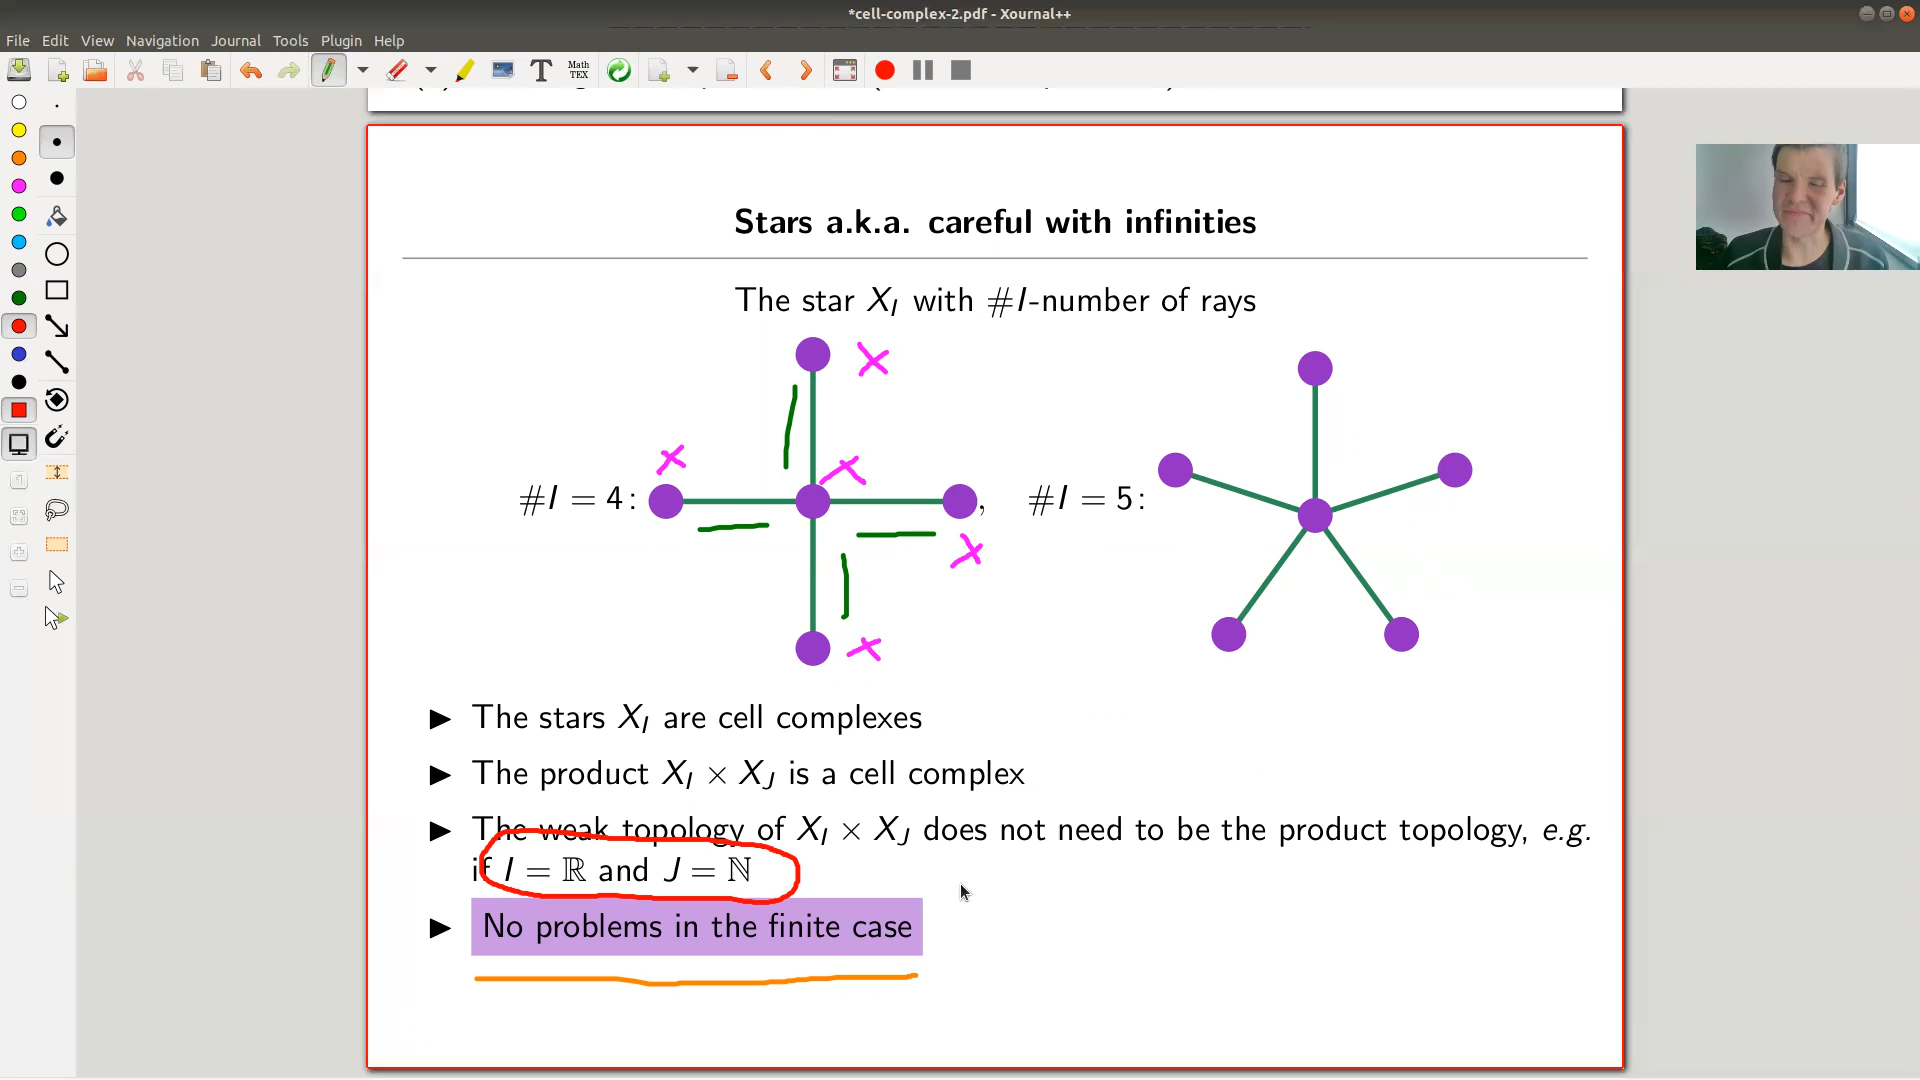 *cell-complex-2.pdf - Xournal++
File Edit View Navigation Journal Tools Plugin Help
T Math TEX
Stars a.k.a. careful with infinities
The star X_I with #I-number of rays
#I = 4: , #I = 5:
▶ The stars X_I are cell complexes
▶ The product X_I × X_J is a cell complex
▶ The weak topology of X_I × X_J does not need to be the product topology, e.g.
if I = ℝ and J = ℕ
▶ No problems in the finite case